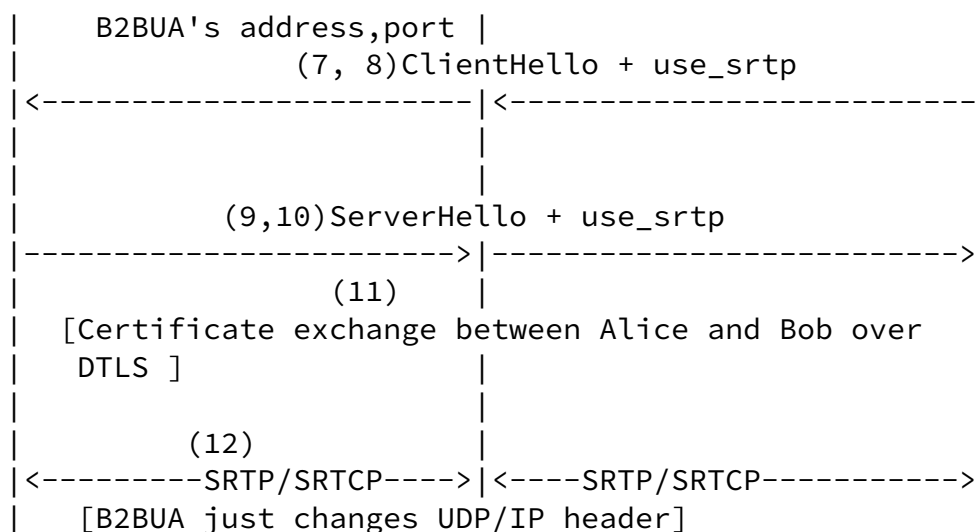 |     B2BUA's address,port |
|                 (7, 8)ClientHello + use_srtp
|<------------------------|<--------------------------
|                         |
|                         |
|            (9,10)ServerHello + use_srtp
|------------------------>|-------------------------->
|                  (11)    |
|   [Certificate exchange between Alice and Bob over
|    DTLS ]                |
|                         |
|          (12)            |
|<---------SRTP/SRTCP---->|<----SRTP/SRTCP----------->
|    [B2BUA just changes UDP/IP header]